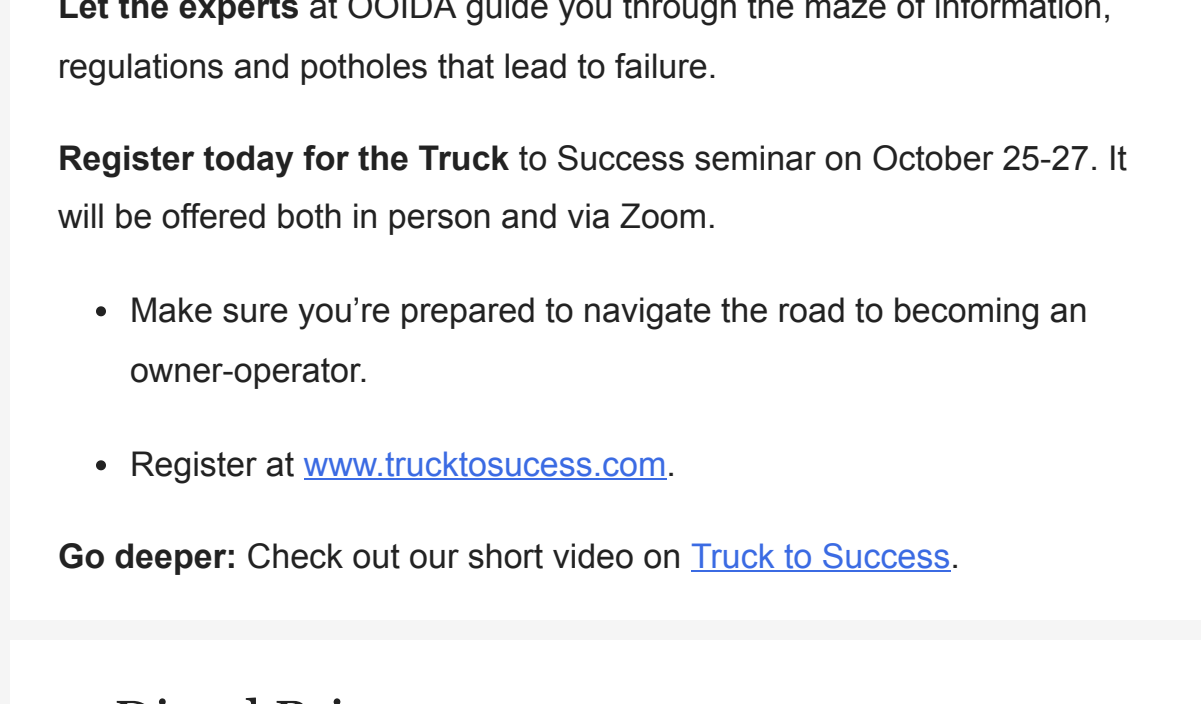 Let the experts at OOIDA guide you through the maze of information,
regulations and potholes that lead to failure.
Register today for the Truck to Success seminar on October 25-27. It
will be offered both in person and via Zoom.
• Make sure you’re prepared to navigate the road to becoming an
owner-operator.
• Register at www.trucktosucess.com.
Go deeper: Check out our short video on Truck to Success.